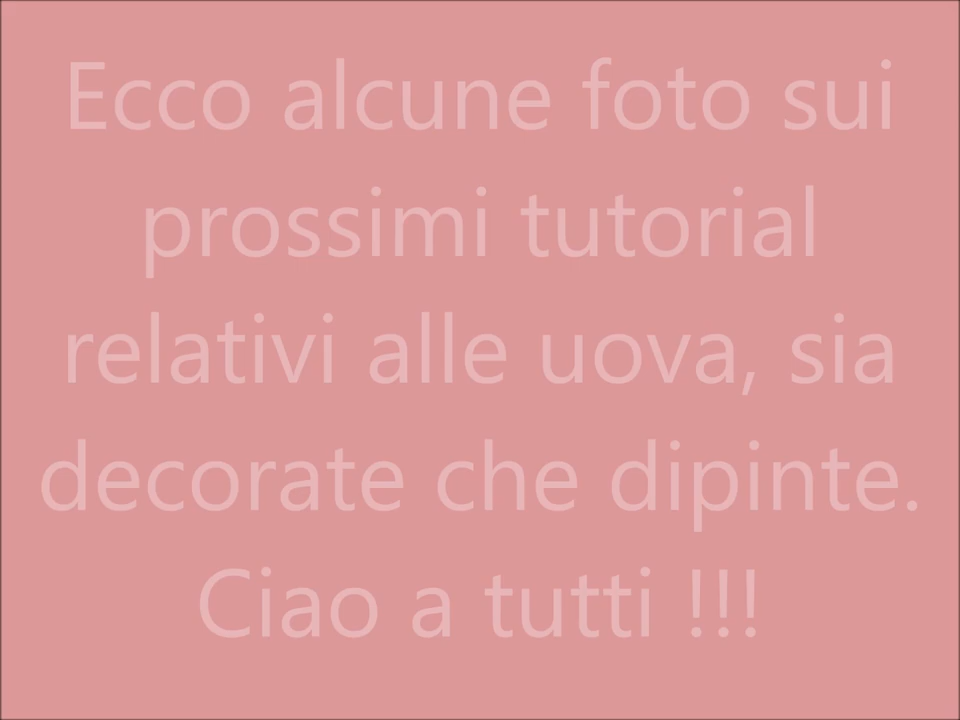 Ecco alcune foto sui
prossimi tutorial
relativi alle uova, sia
decorate che dipinte.
Ciao a tutti !!!